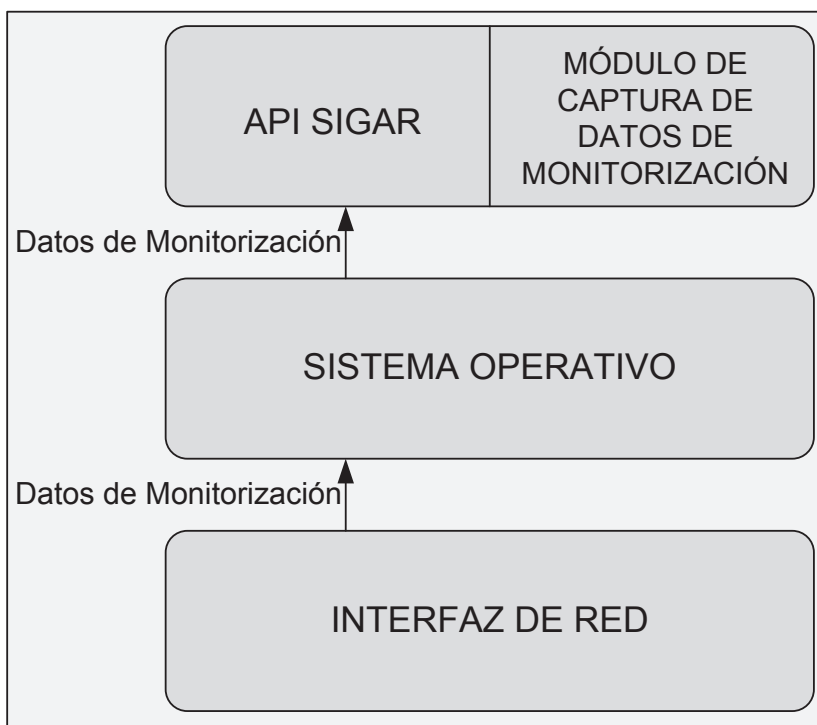 API SIGAR
MÓDULO DE
CAPTURA DE
DATOS DE
MONITORIZACIÓN
Datos de Monitorización
SISTEMA OPERATIVO
Datos de Monitorización
INTERFAZ DE RED